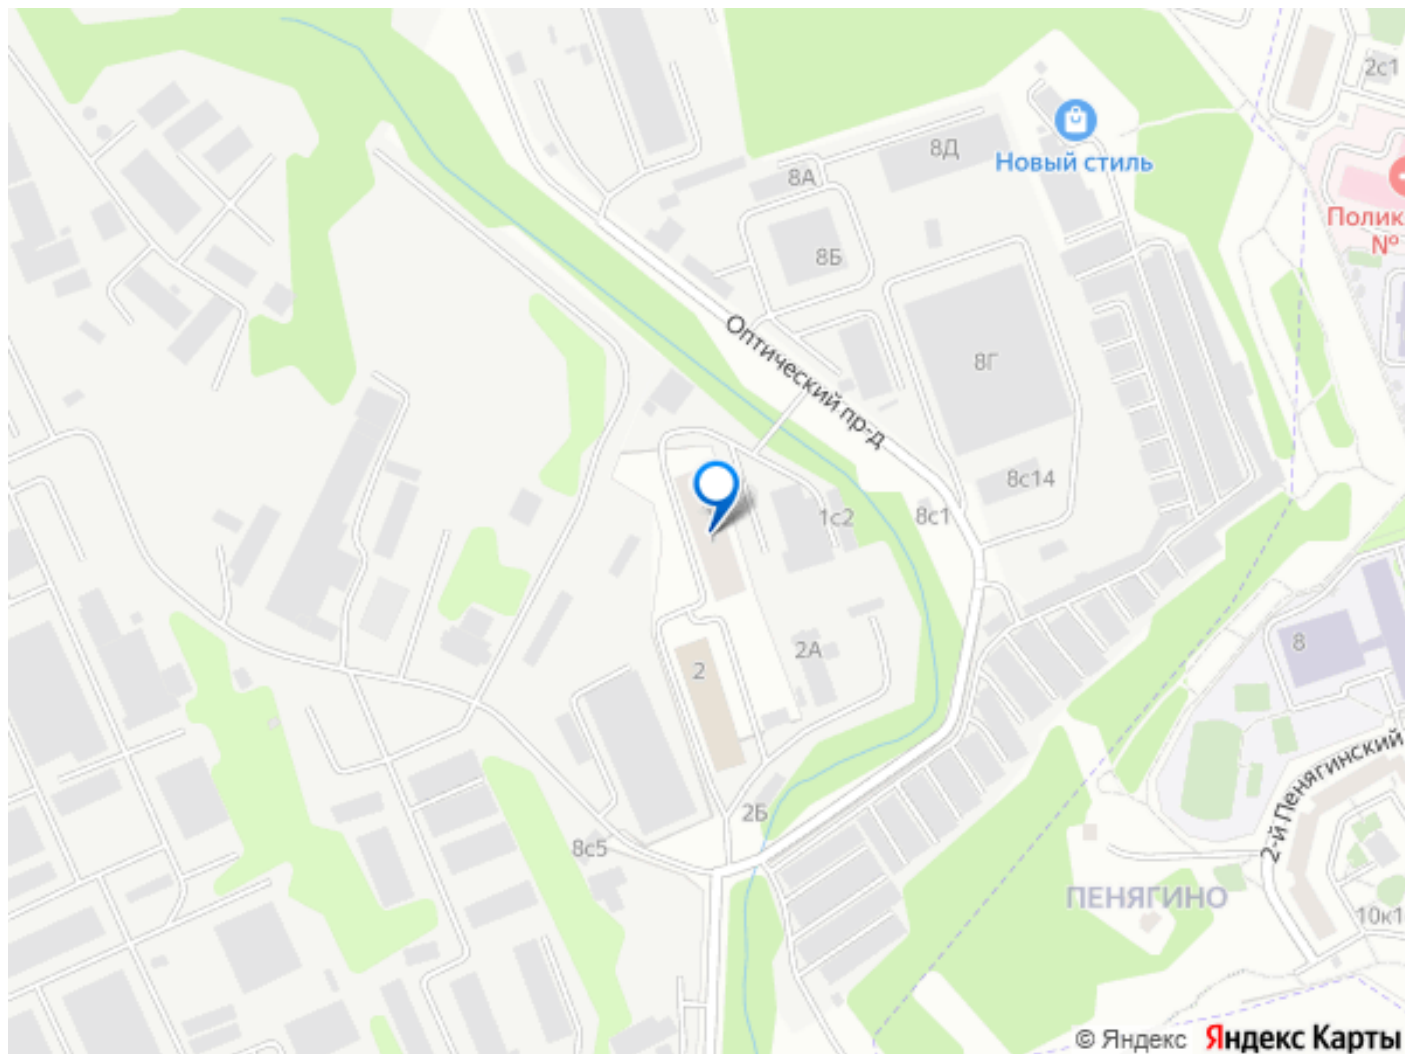 2с1
8Д
Новый стиль
8А
Полик
№
8Б
Оптический пр-д
8Г
8с14
1с2
8с1
2А
2
8
2-й Пенягинский
2Б
8с5
ПЕНЯГИНО
10к1
© Яндекс Яндекс Карты